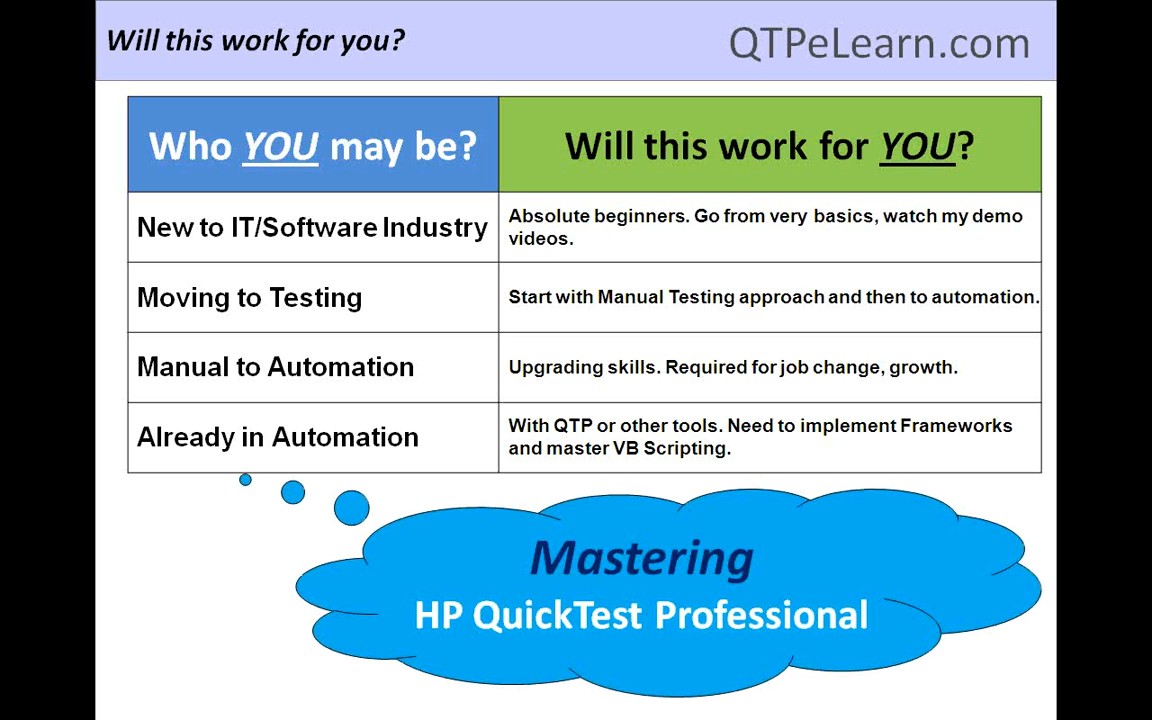 Will this work for you?
QTPeLearn.com
Who YOU may be?
Will this work for YOU?
New to IT/Software Industry
Absolute beginners. Go from very basics, watch my demo
videos.
Moving to Testing
Start with Manual Testing approach and then to automation.
Manual to Automation
Upgrading skills. Required for job change, growth.
Already in Automation
With QTP or other tools. Need to implement Frameworks
and master VB Scripting.
Mastering
HP QuickTest Professional